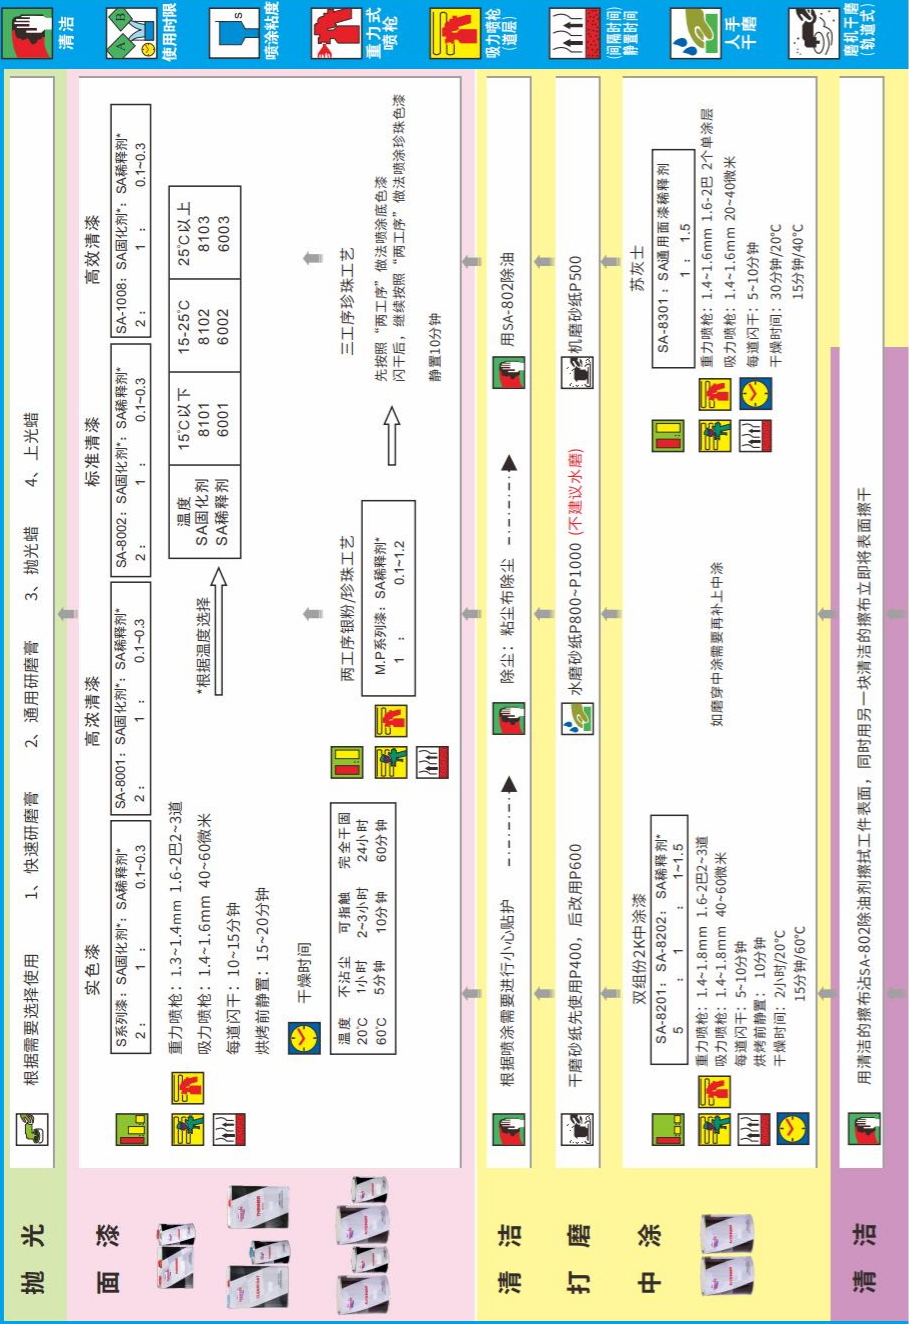 抛光
根据需要选择使用 1、快速研磨膏 2、通用研磨膏 3、抛光蜡 4、上光蜡
面漆
实色漆
S系列漆:SA固化剂*:SA稀释剂*
2 : 1 : 0.1~0.3
高浓清漆
SA-8001:SA固化剂*:SA稀释剂*
2 : 1 : 0.1~0.3
标准清漆
SA-8002:SA固化剂*:SA稀释剂*
2 : 1 : 0.1~0.3
高效清漆
SA-1008:SA固化剂*:SA稀释剂*
2 : 1 : 0.1~0.3
重力喷枪:1.3~1.4mm 1.6-2巴2~3道
吸力喷枪:1.4~1.6mm 40~60微米
每道闪干:10~15分钟
烘烤前静置:15~20分钟
*根据温度选择
温度 15℃以下 15-25℃ 25℃以上
SA固化剂 8101 8102 8103
SA稀释剂 6001 6002 6003
干燥时间
温度 不沾尘 可指触 完全干固
20℃ 1小时 2~3小时 24小时
60℃ 5分钟 10分钟 60分钟
两工序银粉/珍珠工艺
M.P系列漆:SA稀释剂*
1 : 0.1~1.2
三工序珍珠工艺
先按照“两工序”做法喷涂底色漆
闪干后,继续按照“两工序”做法喷涂珍珠色漆
静置10分钟
清洁
根据喷涂需要进行小心贴护
除尘:粘尘布除尘
用SA-802除油
打磨
干磨砂纸先使用P400,后改用P600
水磨砂纸P800~P1000 (不建议水磨)
机磨砂纸P500
中涂
双组份2K中涂漆
SA-8201:SA-8202:SA稀释剂*
5 : 1 : 1~1.5
重力喷枪:1.4~1.8mm 1.6-2巴2~3道
吸力喷枪:1.4~1.8mm 40~60微米
每道闪干:5~10分钟
烘烤前静置:10分钟
干燥时间:2小时/20℃
15分钟/60℃
如磨穿中涂需要再补上中涂
苏灰士
SA-8301:SA通用面漆稀释剂
1 : 1.5
重力喷枪:1.4~1.6mm 1.6-2巴 2个单涂层
吸力喷枪:1.4~1.6mm 20~40微米
每道闪干:5~10分钟
干燥时间:30分钟/20℃
15分钟/40℃
清洁
用清洁的擦布沾SA-802除油剂擦拭工件表面,同时用另一块清洁的擦布立即将表面擦干
清洁
A
B
使用时限
S
喷涂粘度
重力式
喷枪
吸力喷枪
(道层)
(间隔时间)
静置时间
人手
干磨
磨机干磨
(轨道式)